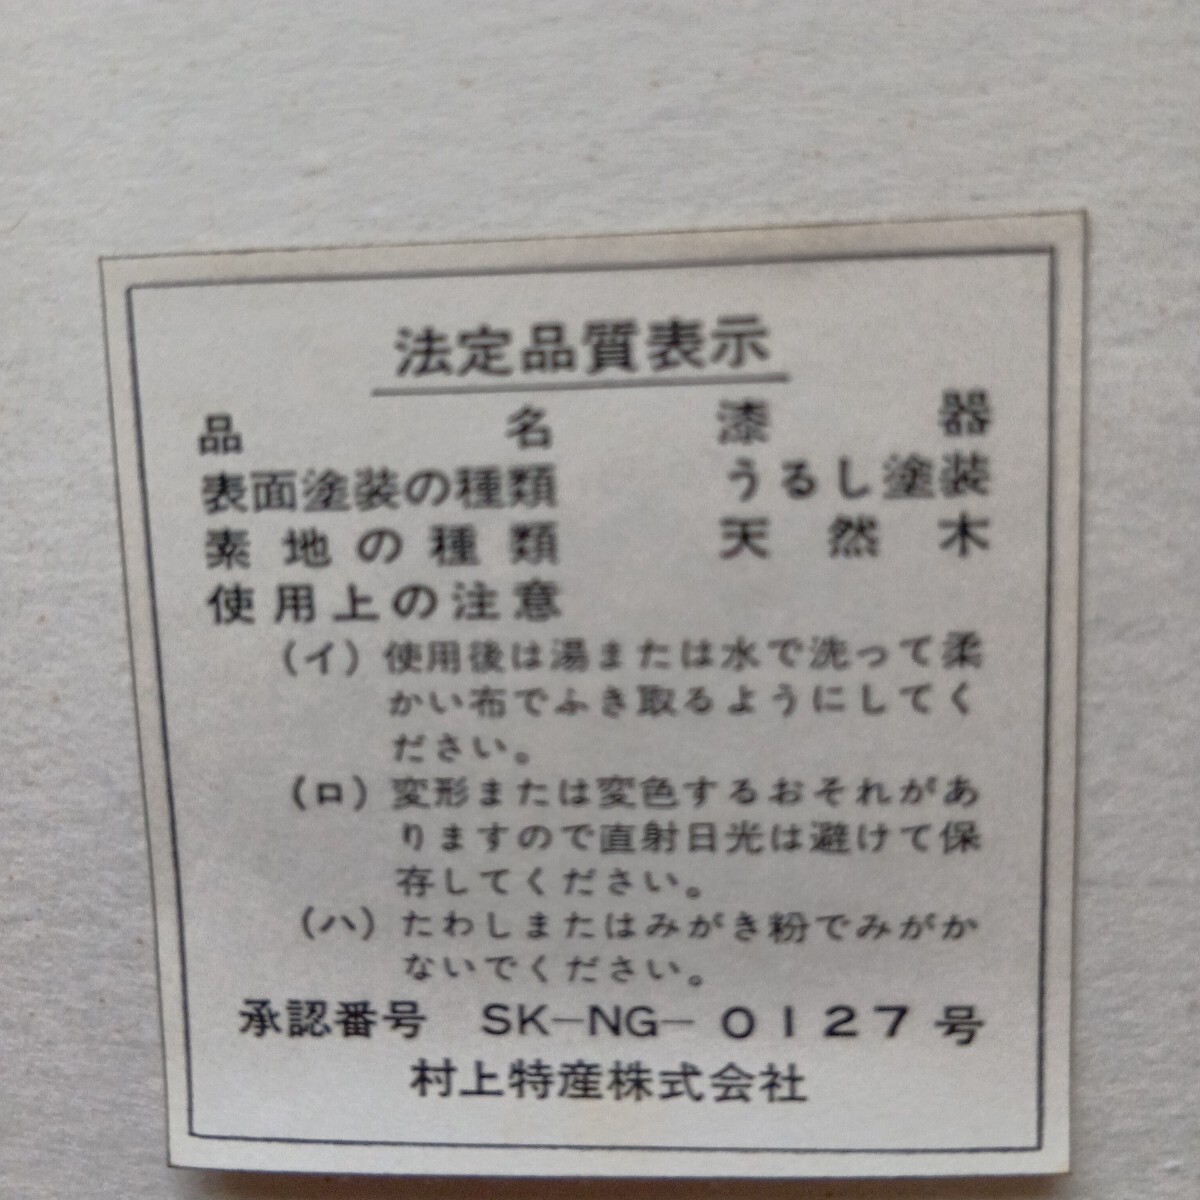 法定品質表示
品名 漆器
表面塗装の種類 うるし塗装
素地の種類 天然木
使用上の注意
(イ) 使用後は湯または水で洗って柔
かい布でふき取るようにしてく
ださい。
(ロ) 変形または変色するおそれがあ
りますので直射日光は避けて保
存してください。
(ハ) たわしまたはみがき粉でみがか
ないでください。
承認番号 SK-NG-0127号
村上特産株式会社